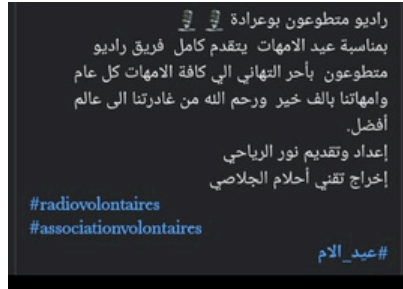 راديو متطوعون بوعرادة 🎙️ 🎙️
بمناسبة عيد الامهات يتقدم كامل فريق راديو
متطوعون بأحر التهاني الي كافة الامهات كل عام
وامهاتنا بالف خير ورحم الله من غادرتنا الى عالم
أفضل.
إعداد وتقديم نور الرياحي
إخراج تقني أحلام الجلاصي
#radiovolontaires
#associationvolontaires
#عيد_الام